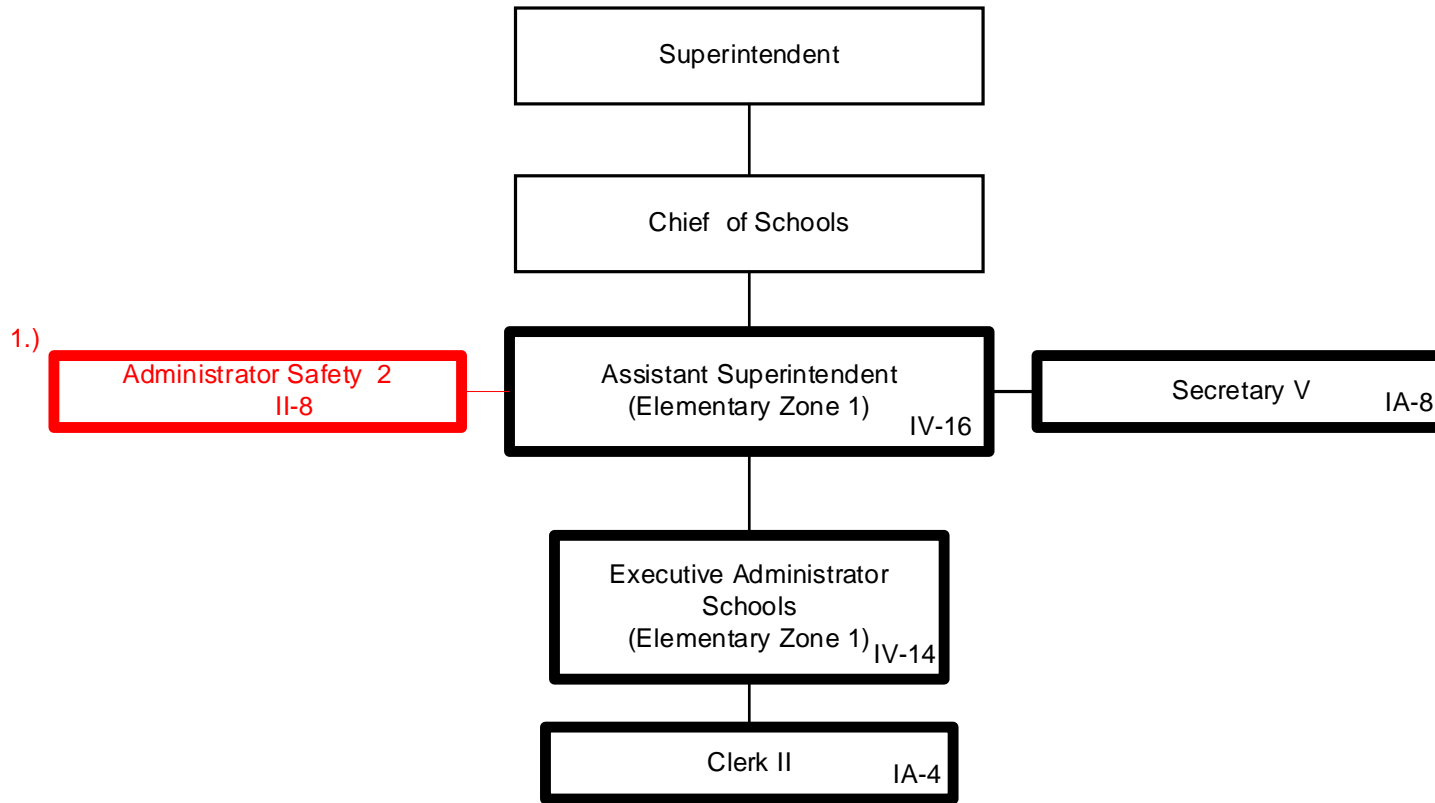 Superintendent
Chief of Schools
1.)
Administrator Safety 2
II-8
Assistant Superintendent
(Elementary Zone 1)
IV-16
Secretary V
IA-8
Executive Administrator
Schools
(Elementary Zone 1)
IV-14
Clerk II
IA-4